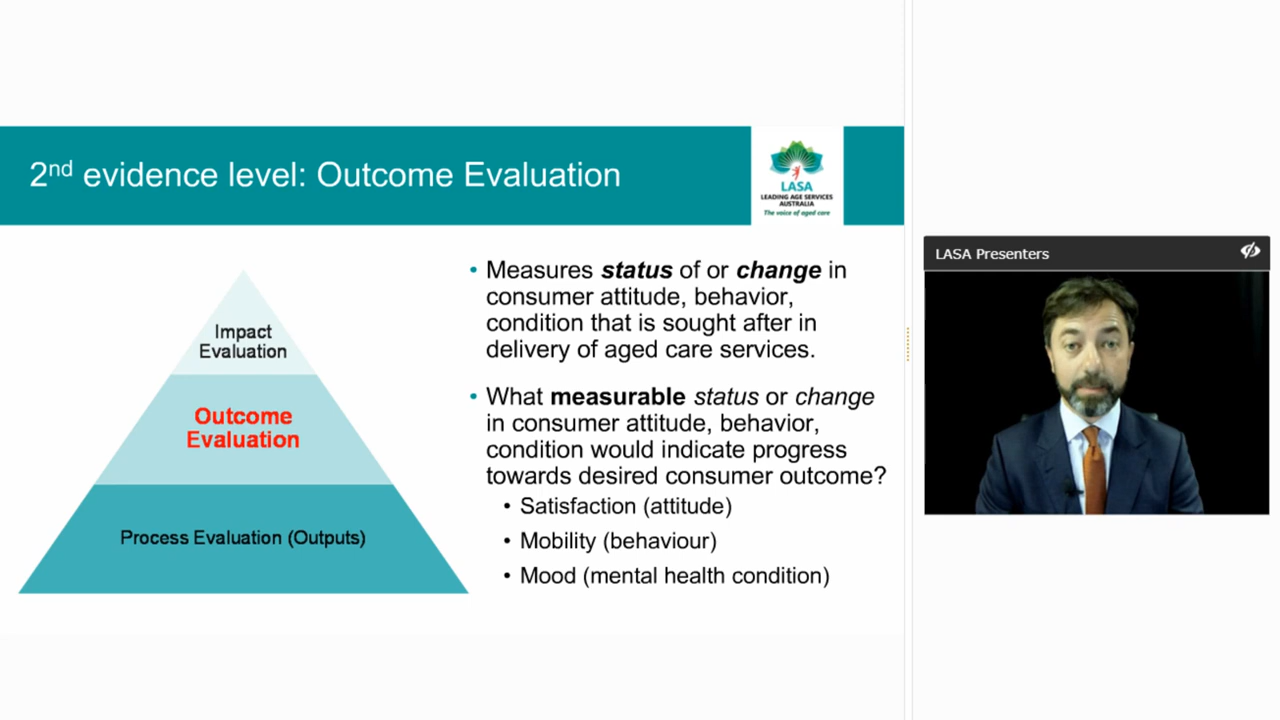 2nd evidence level: Outcome Evaluation
LASA
LEADING AGE SERVICES
AUSTRALIA
The voice of aged care
Impact
Evaluation
Outcome
Evaluation
Process Evaluation (Outputs)
• Measures status of or change in
consumer attitude, behavior,
condition that is sought after in
delivery of aged care services.
• What measurable status or change
in consumer attitude, behavior,
condition would indicate progress
towards desired consumer outcome?
• Satisfaction (attitude)
• Mobility (behaviour)
• Mood (mental health condition)
LASA Presenters